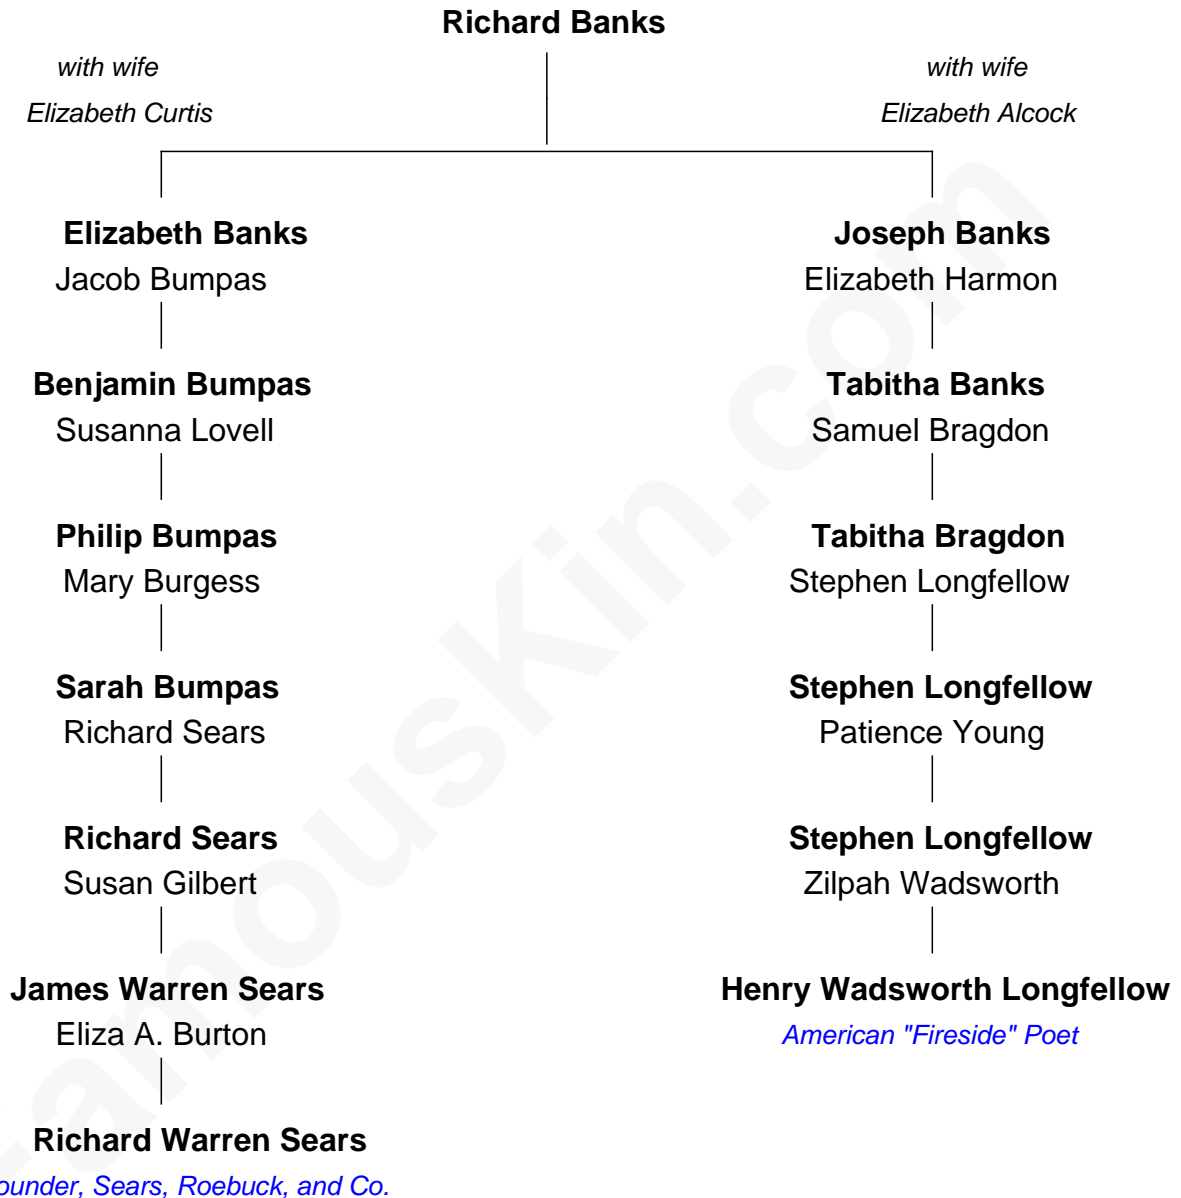 Richard Banks
with wife
Elizabeth Curtis
with wife
Elizabeth Alcock
Elizabeth Banks
Jacob Bumpas
Joseph Banks
Elizabeth Harmon
Benjamin Bumpas
Susanna Lovell
Tabitha Banks
Samuel Bragdon
Philip Bumpas
Mary Burgess
Tabitha Bragdon
Stephen Longfellow
Sarah Bumpas
Richard Sears
Stephen Longfellow
Patience Young
Richard Sears
Susan Gilbert
Stephen Longfellow
Zilpah Wadsworth
James Warren Sears
Eliza A. Burton
Henry Wadsworth Longfellow
American "Fireside" Poet
Richard Warren Sears
ounder, Sears, Roebuck, and Co.
FamousKin.com